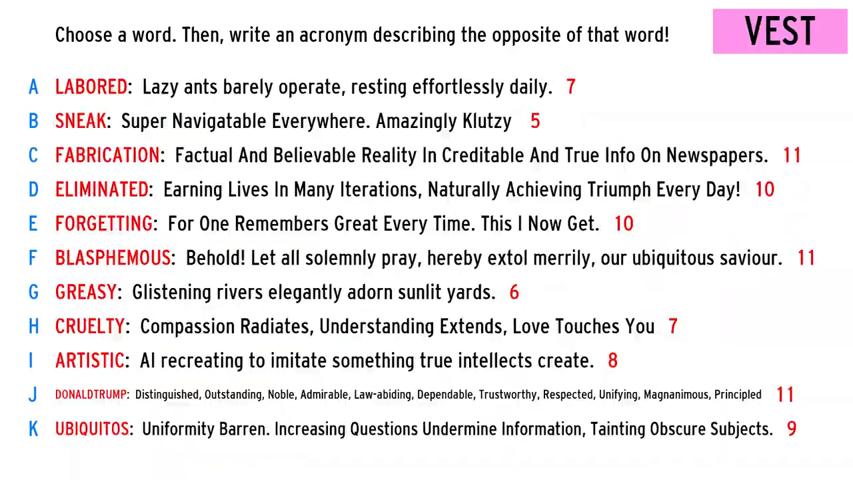 Choose a word. Then, write an acronym describing the opposite of that word!
VEST
A LABORED: Lazy ants barely operate, resting effortlessly daily. 7
B SNEAK: Super Navigatable Everywhere. Amazingly Klutzy 5
C FABRICATION: Factual And Believable Reality In Creditable And True Info On Newspapers. 11
D ELIMINATED: Earning Lives In Many Iterations, Naturally Achieving Triumph Every Day! 10
E FORGETTING: For One Remembers Great Every Time. This I Now Get. 10
F BLASPHEMOUS: Behold! Let all solemnly pray, hereby extol merrily, our ubiquitous saviour. 11
G GREASY: Glistening rivers elegantly adorn sunlit yards. 6
H CRUELTY: Compassion Radiates, Understanding Extends, Love Touches You 7
I ARTISTIC: AI recreating to imitate something true intellects create. 8
J DONALDTRUMP: Distinguished, Outstanding, Noble, Admirable, Law-abiding, Dependable, Trustworthy, Respected, Unifying, Magnanimous, Principled 11
K UBIQUITOS: Uniformity Barren. Increasing Questions Undermine Information, Tainting Obscure Subjects. 9